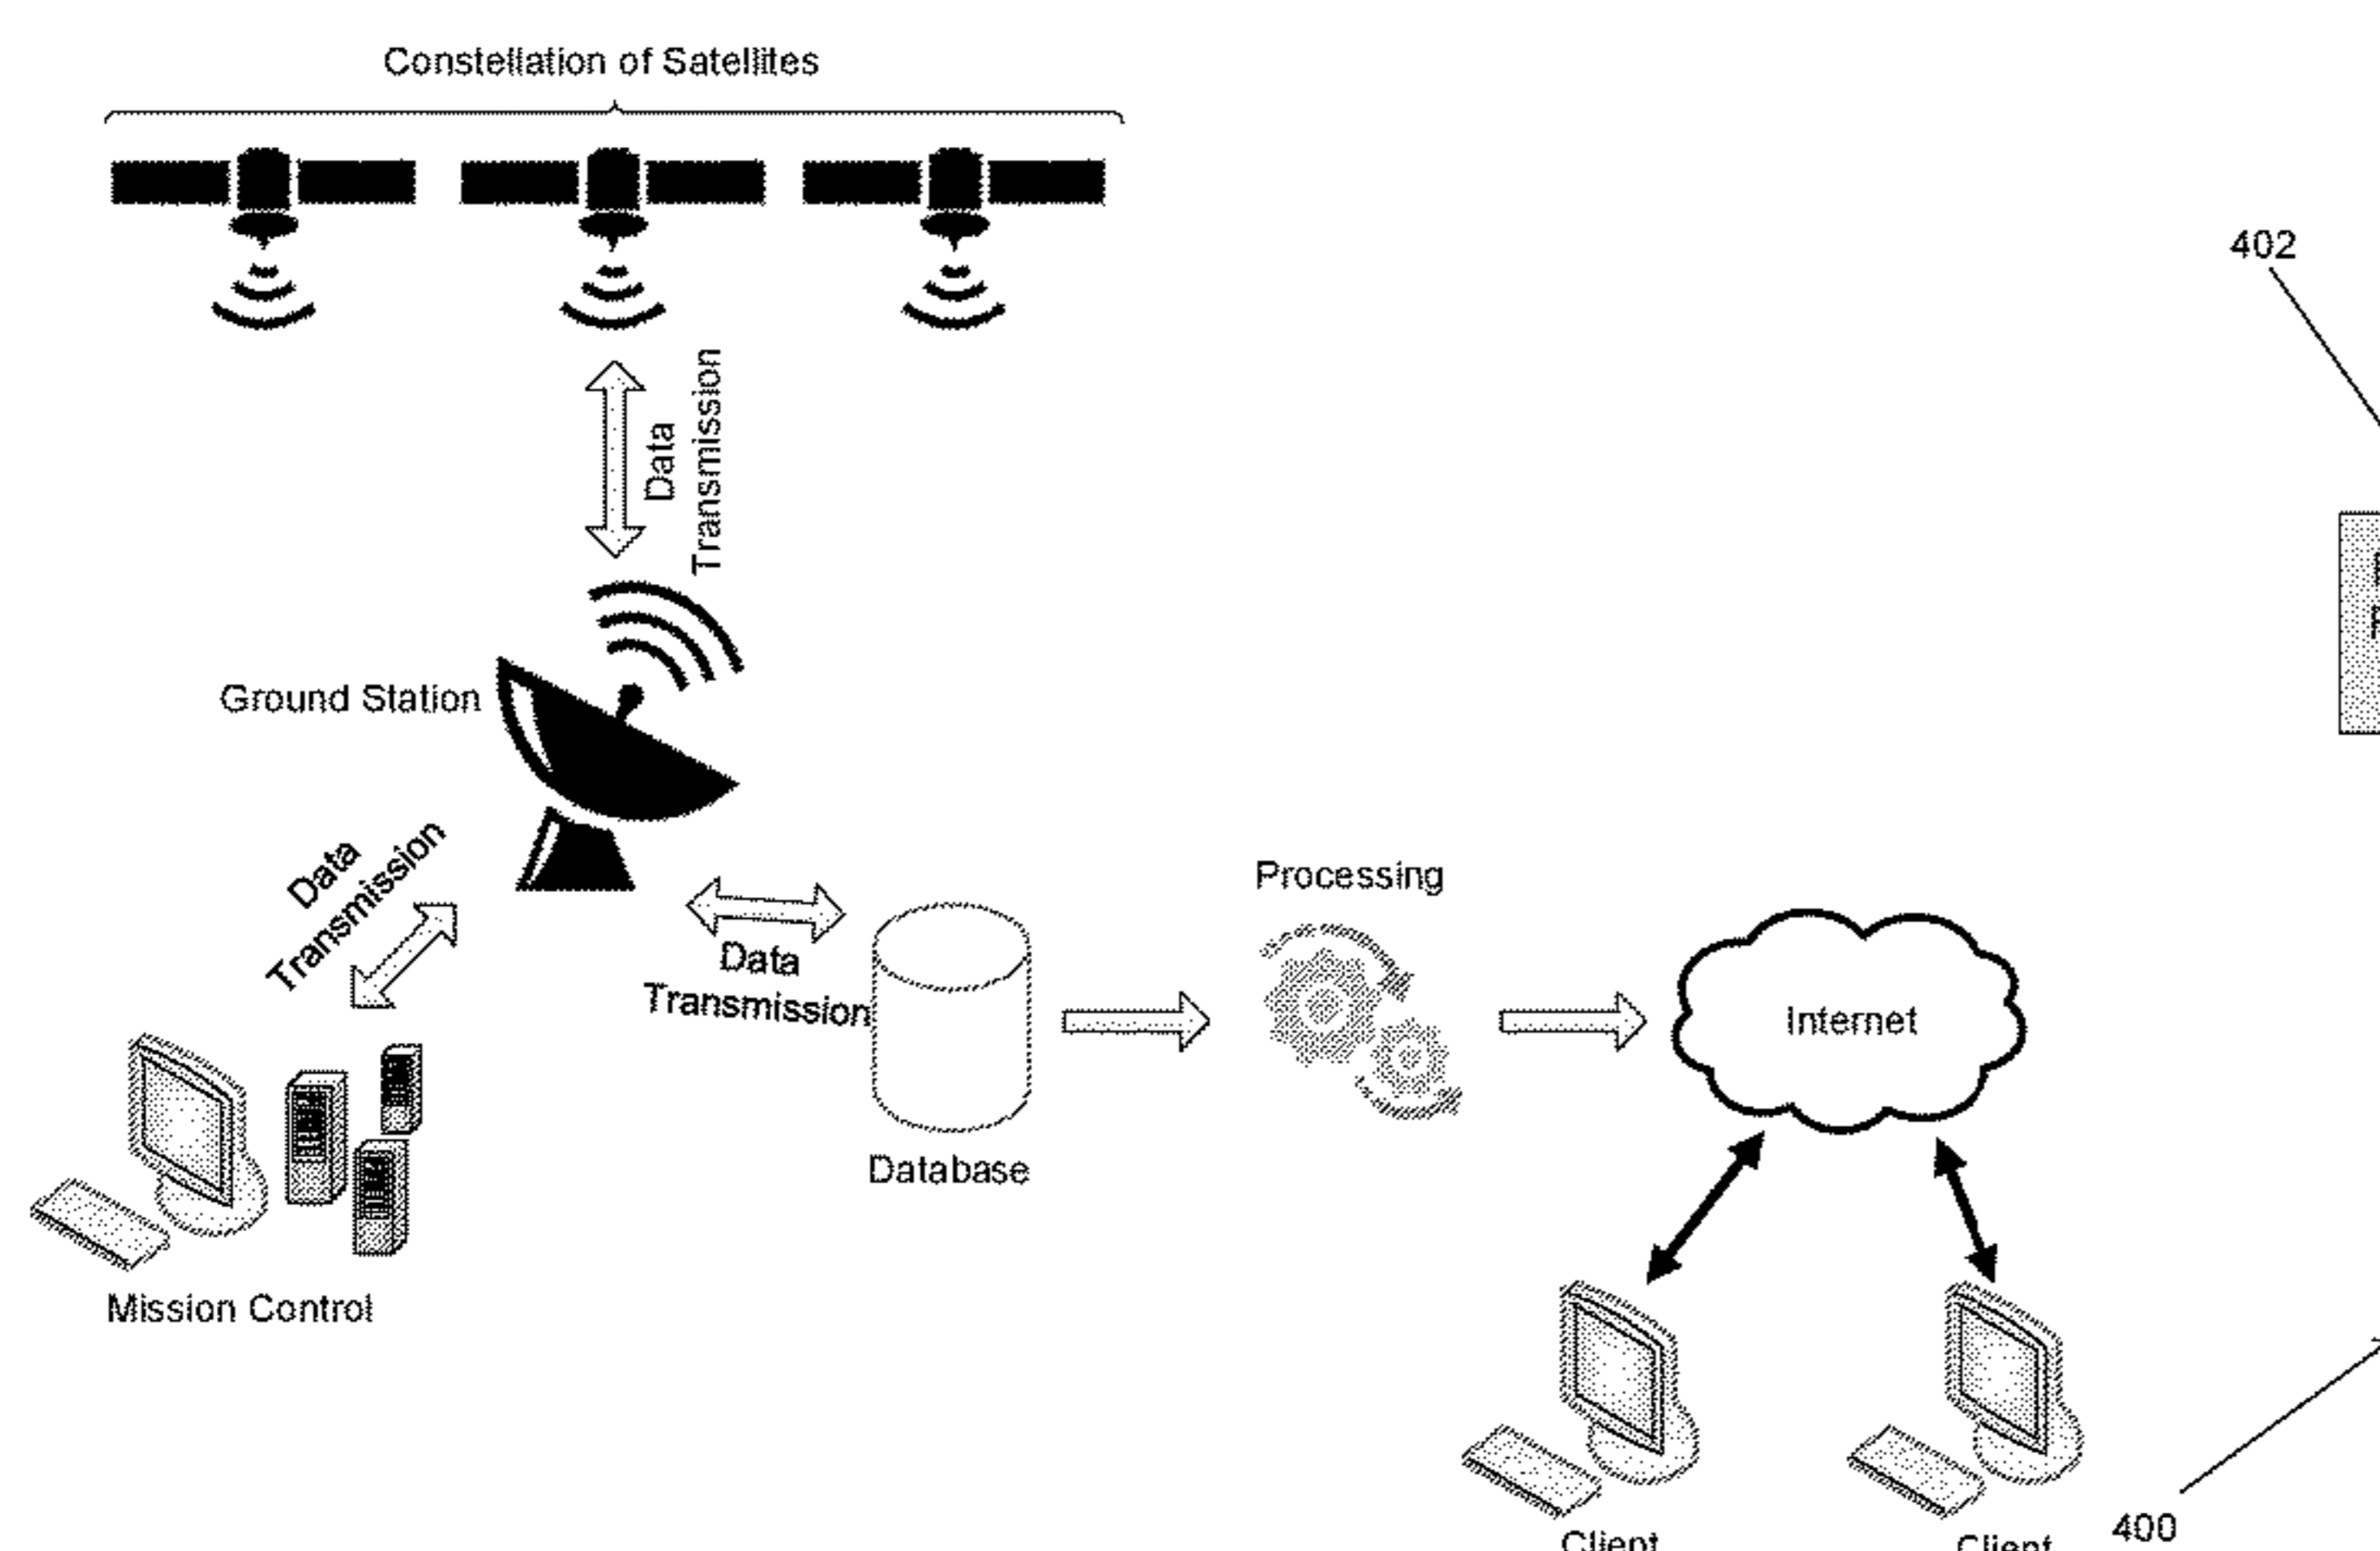 Constellation of Satellites
402
Data
Transmission
Ground Station
Data
Transmission
Data
Transmission
Processing
Internet
Database
Mission Control
Client
Client
400